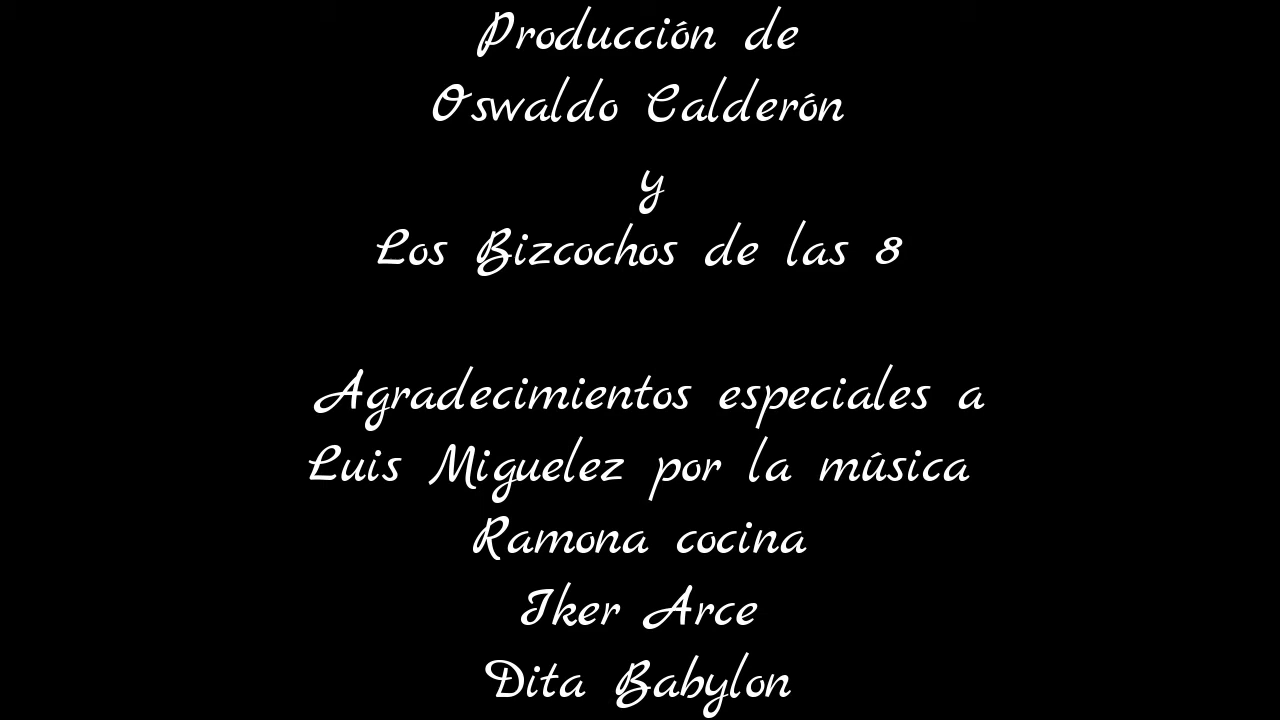 Producción de
Oswaldo Calderón
y
Los Bizcochos de las 8
Agradecimientos especiales a
Luis Miguelez por la música
Ramona cocina
Iker Arce
Dita Babylon